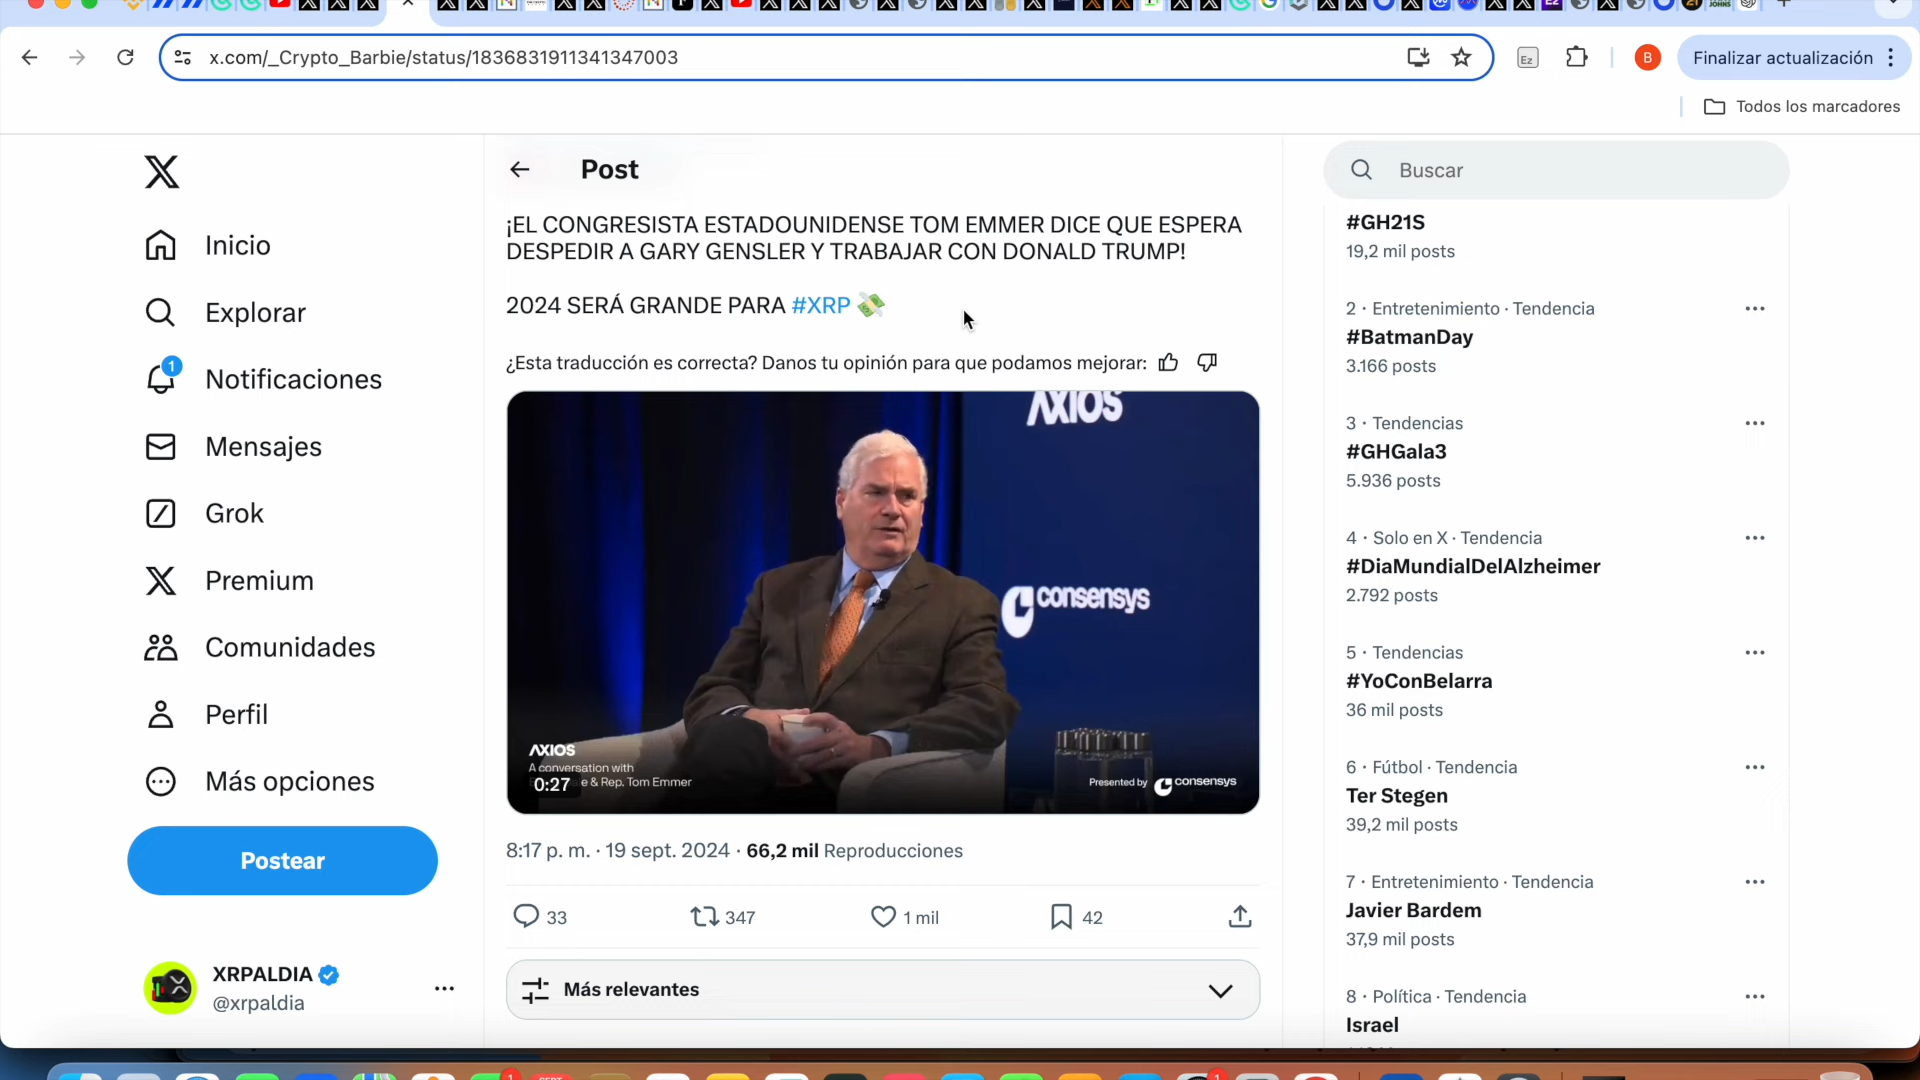 x.com/_Crypto_Barbie/status/1836831911341347003
Ez
B
Finalizar actualización
Todos los marcadores
Inicio
Explorar
1
Notificaciones
Mensajes
Grok
Premium
Comunidades
Perfil
Más opciones
Postear
XRPALDIA
@xrpaldia
Post
¡EL CONGRESISTA ESTADOUNIDENSE TOM EMMER DICE QUE ESPERA
DESPEDIR A GARY GENSLER Y TRABAJAR CON DONALD TRUMP!
2024 SERÁ GRANDE PARA #XRP
¿Esta traducción es correcta? Danos tu opinión para que podamos mejorar:
AXIOS
consensys
AXIOS
A conversation with
0:27
e & Rep. Tom Emmer
Presented by consensys
8:17 p. m. · 19 sept. 2024 · 66,2 mil Reproducciones
33 347 1 mil 42
Más relevantes
Buscar
#GH21S
19,2 mil posts
2 · Entretenimiento · Tendencia
#BatmanDay
3.166 posts
3 · Tendencias
#GHGala3
5.936 posts
4 · Solo en X · Tendencia
#DiaMundialDelAlzheimer
2.792 posts
5 · Tendencias
#YoConBelarra
36 mil posts
6 · Fútbol · Tendencia
Ter Stegen
39,2 mil posts
7 · Entretenimiento · Tendencia
Javier Bardem
37,9 mil posts
8 · Política · Tendencia
Israel
1
SEPT
1